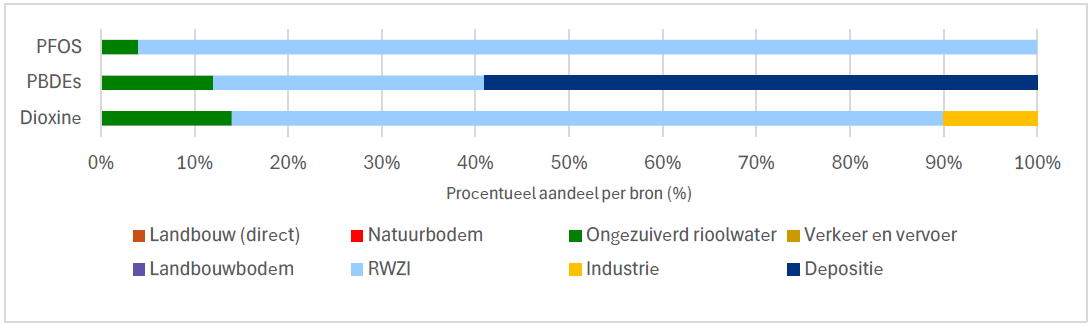 PFOS
PBDEs
Dioxine
0% 10% 20% 30% 40% 50% 60% 70% 80% 90% 100%
Procentueel aandeel per bron (%)
Landbouw (direct) Natuurbodem Ongezuiverd rioolwater Verkeer en vervoer
Landbouwbodem RWZI Industrie Depositie